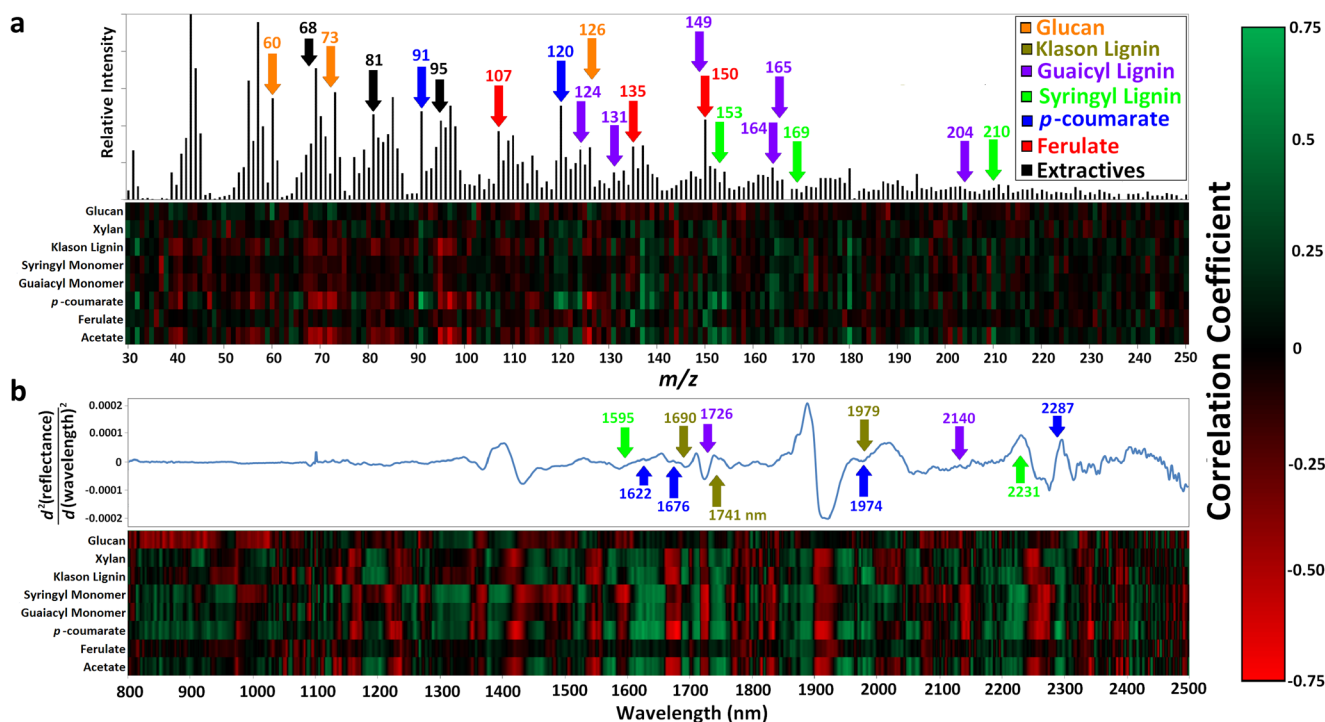 a
Relative Intensity
60
68
73
81
91
95
107
120
126
124
131
135
149
150
153
165
164
169
204
210
Glucan
Klason Lignin
Guaicyl Lignin
Syringyl Lignin
p-coumarate
Ferulate
Extractives
Glucan
Xylan
Klason Lignin
Syringyl Monomer
Guaiacyl Monomer
p-coumarate
Ferulate
Acetate
30 40 50 60 70 80 90 100 110 120 130 140 150 160 170 180 190 200 210 220 230 240 250
m/z
b
d²(reflectance)
d(wavelength)²
0.0002
0.0001
0
-0.0001
-0.0002
1595
1690
1726
1979
2140
2287
1622
1676
1741 nm
1974
2231
Glucan
Xylan
Klason Lignin
Syringyl Monomer
Guaiacyl Monomer
p-coumarate
Ferulate
Acetate
800 900 1000 1100 1200 1300 1400 1500 1600 1700 1800 1900 2000 2100 2200 2300 2400 2500
Wavelength (nm)
Correlation Coefficient
0.75
0.5
0.25
0
-0.25
-0.50
-0.75